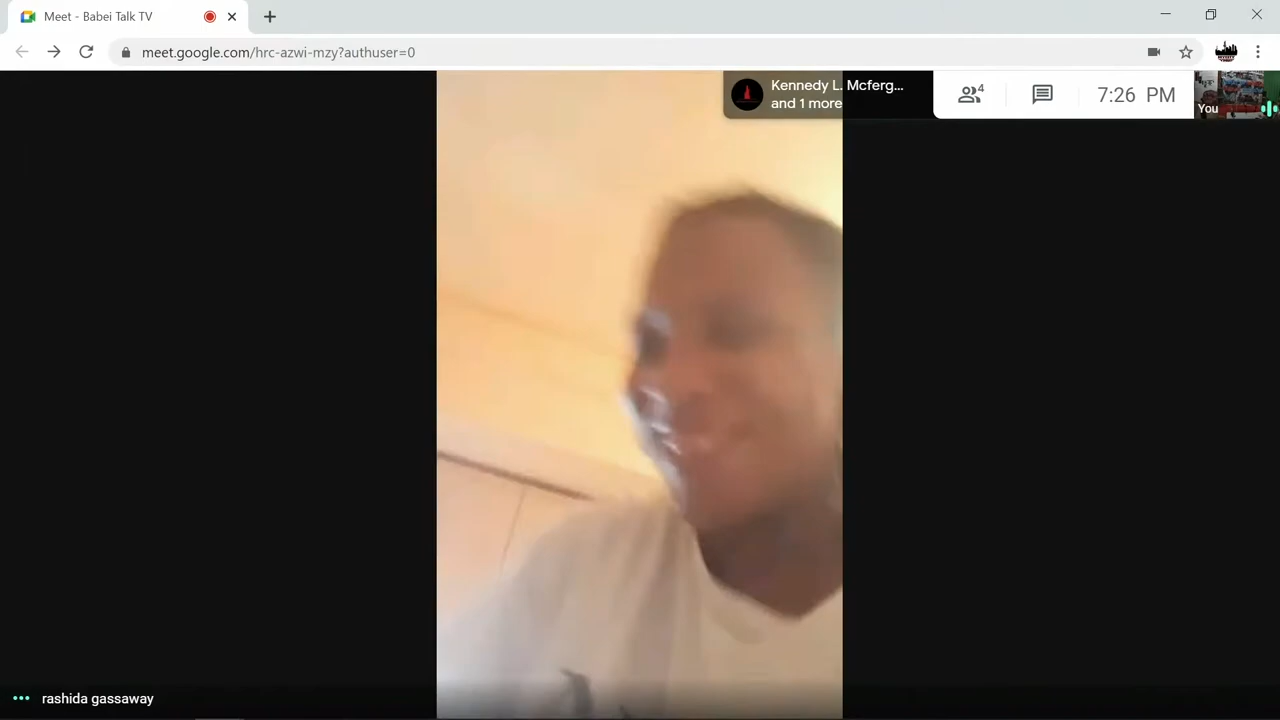 Meet - Babei Talk TV
meet.google.com/hrc-azwi-mzy?authuser=0
Kennedy L. Mcferg...
and 1 more
4
7:26 PM
You
rashida gassaway